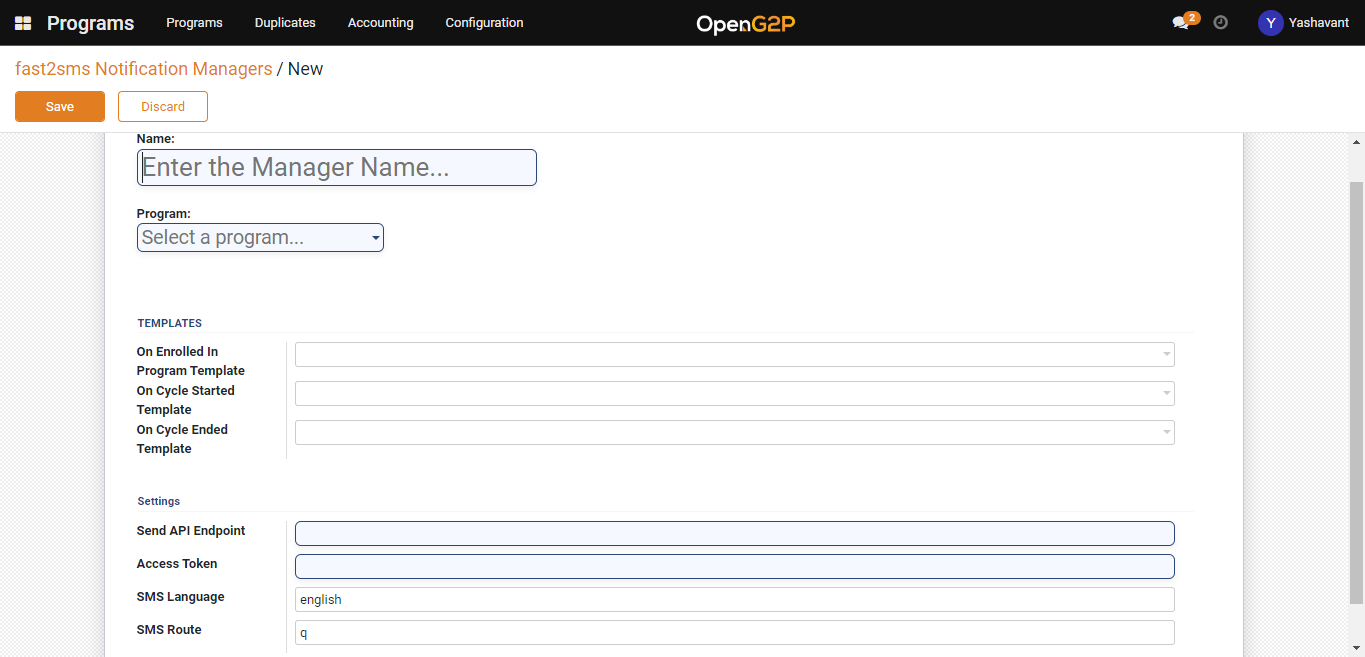 Programs Programs Duplicates Accounting Configuration OpenG2P 2 Y Yashavant
fast2sms Notification Managers / New
Save Discard
Name:
Enter the Manager Name...
Program:
Select a program...
TEMPLATES
On Enrolled In
Program Template
On Cycle Started
Template
On Cycle Ended
Template
Settings
Send API Endpoint
Access Token
SMS Language english
SMS Route q